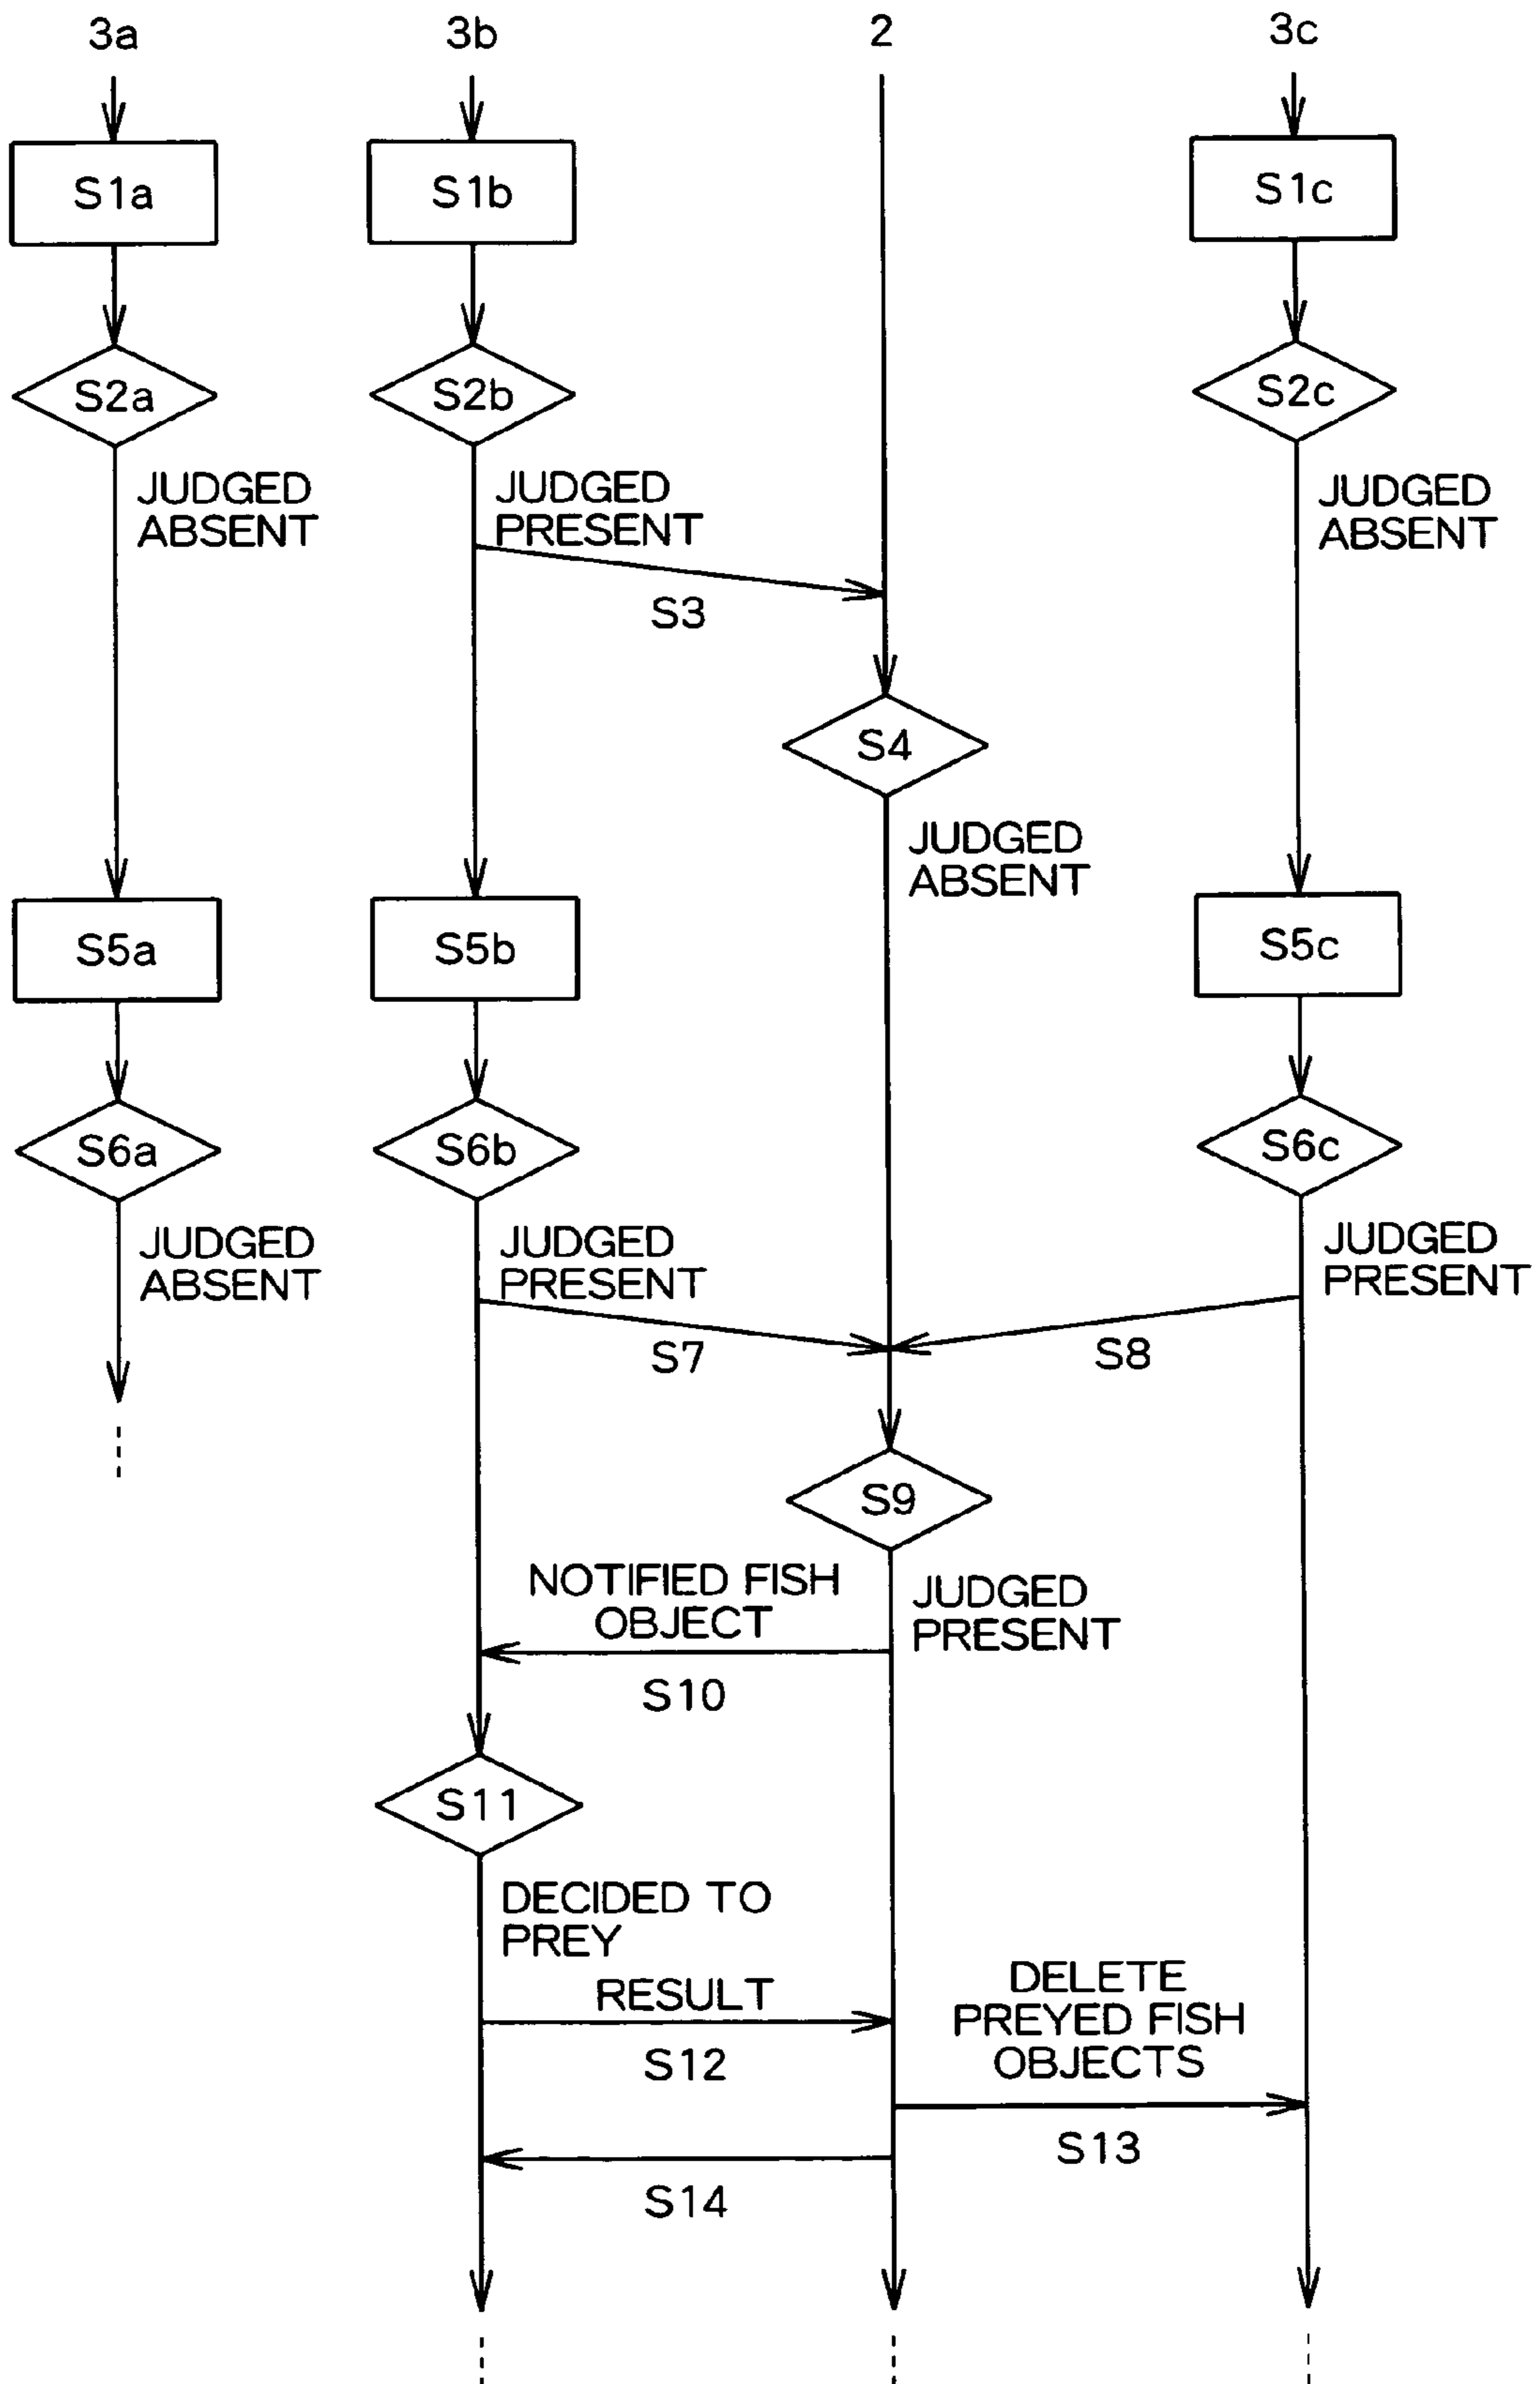 3a
3b
2
3c
S1a
S1b
S1c
S2a
S2b
S2c
JUDGED
ABSENT
JUDGED
PRESENT
JUDGED
ABSENT
S3
S4
JUDGED
ABSENT
S5a
S5b
S5c
S6a
S6b
S6c
JUDGED
ABSENT
JUDGED
PRESENT
JUDGED
PRESENT
S7
S8
S9
NOTIFIED FISH
OBJECT
JUDGED
PRESENT
S10
S11
DECIDED TO
PREY
RESULT
S12
DELETE
PREYED FISH
OBJECTS
S13
S14